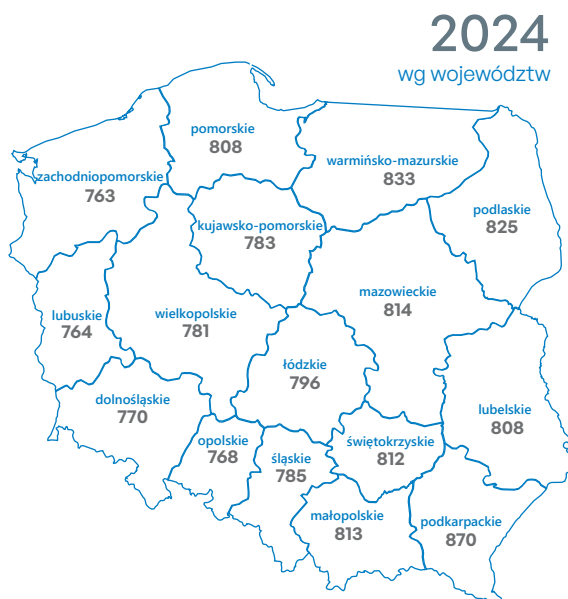 2024
wg województw
pomorskie
808
warmińsko-mazurskie
833
zachodniopomorskie
763
podlaskie
825
kujawsko-pomorskie
783
mazowieckie
814
lubuskie
764
wielkopolskie
781
łódzkie
796
dolnośląskie
770
lubelskie
808
opolskie
768
śląskie
785
świętokrzyskie
812
małopolskie
813
podkarpackie
870